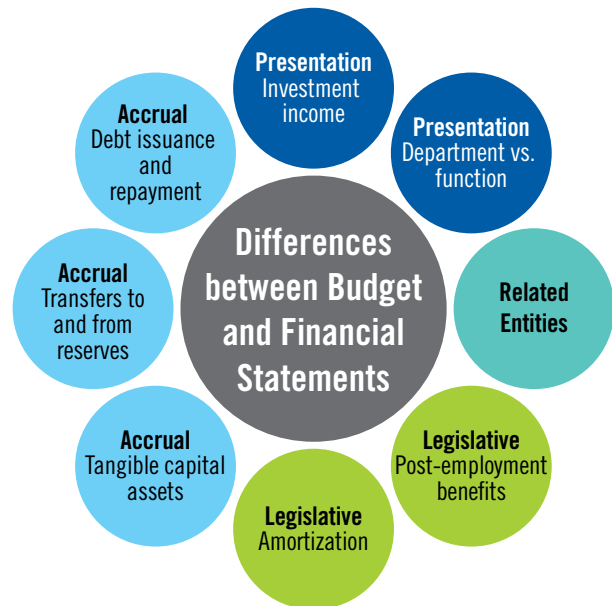 Presentation
Investment
income
Presentation
Department vs.
function
Related
Entities
Legislative
Post-employment
benefits
Legislative
Amortization
Accrual
Tangible capital
assets
Accrual
Transfers to
and from
reserves
Accrual
Debt issuance
and
repayment
Differences
between Budget
and Financial
Statements